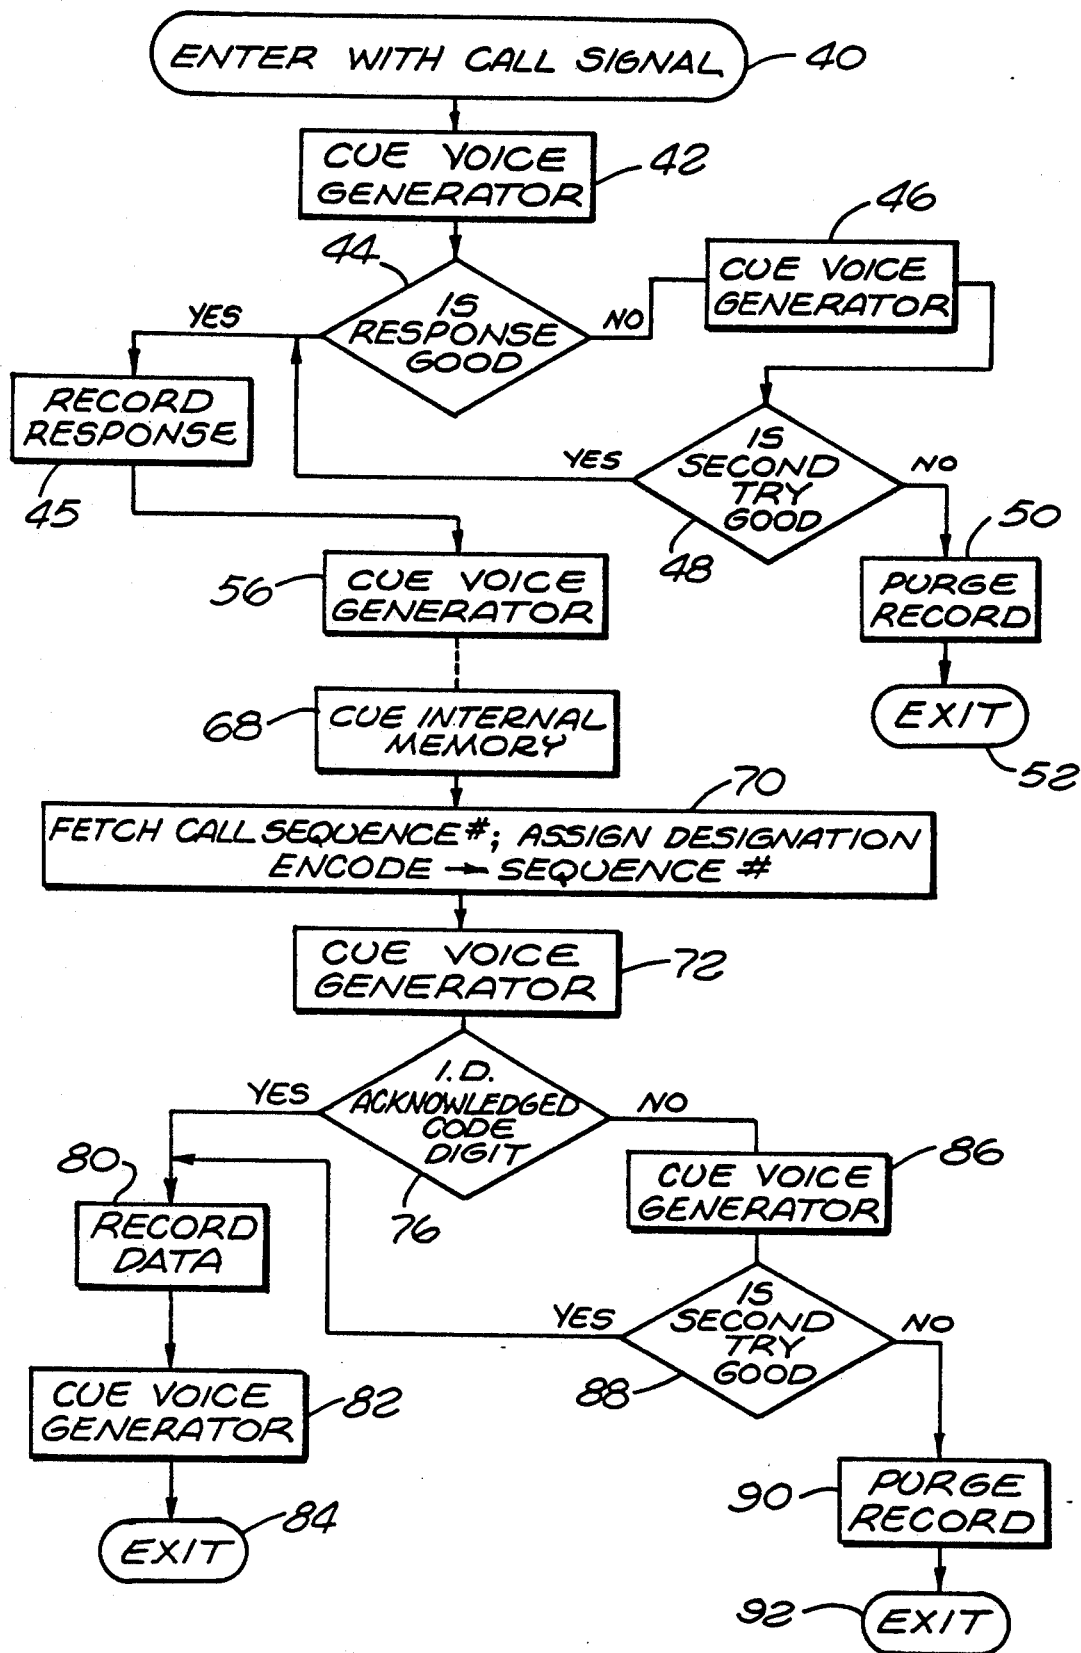 ENTER WITH CALL SIGNAL
40
CUE VOICE
GENERATOR
42
44
IS
RESPONSE
GOOD
YES
NO
46
CUE VOICE
GENERATOR
RECORD
RESPONSE
45
IS
SECOND
TRY
GOOD
YES
NO
48
50
PURGE
RECORD
EXIT
52
56
CUE VOICE
GENERATOR
68
CUE INTERNAL
MEMORY
70
FETCH CALL SEQUENCE #; ASSIGN DESIGNATION
ENCODE → SEQUENCE #
CUE VOICE
GENERATOR
72
I.D.
ACKNOWLEDGED
CODE
DIGIT
YES
NO
76
80
RECORD
DATA
86
CUE VOICE
GENERATOR
IS
SECOND
TRY
GOOD
YES
NO
88
CUE VOICE
GENERATOR
82
84
EXIT
90
PURGE
RECORD
92
EXIT